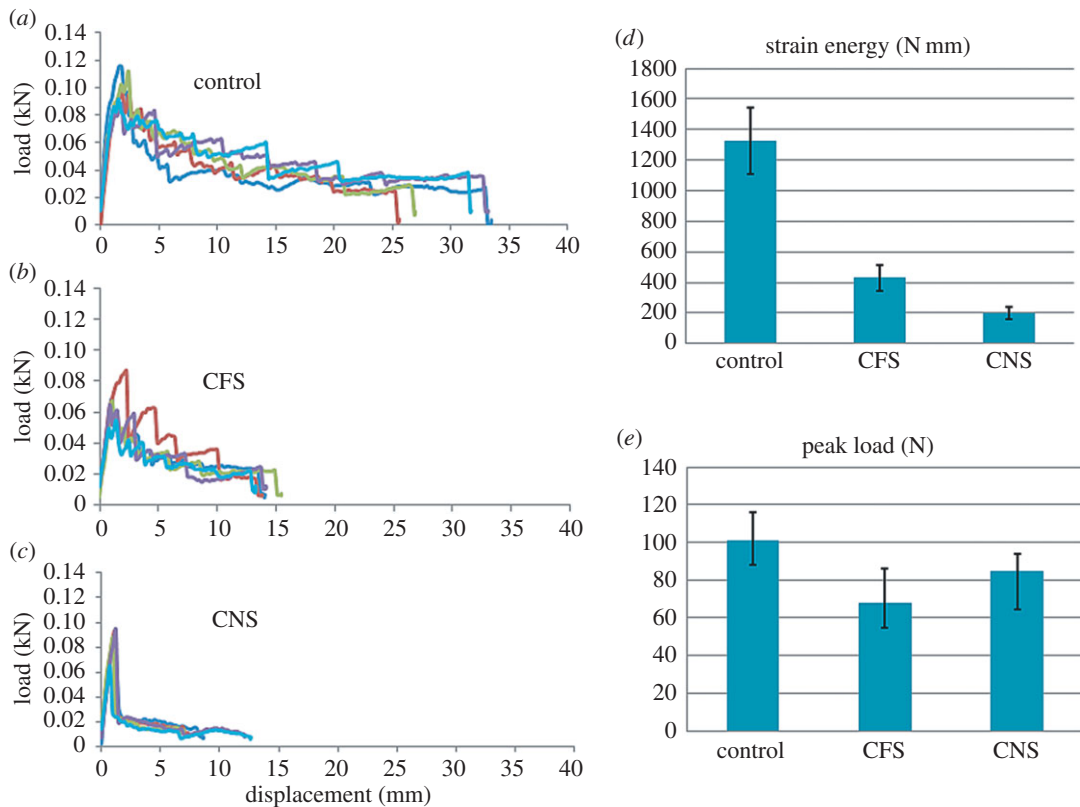 (a)
load (kN)
0.14
0.12
0.10
0.08
0.06
0.04
0.02
0
control
0 5 10 15 20 25 30 35 40
(b)
load (kN)
0.14
0.12
0.10
0.08
0.06
0.04
0.02
0
CFS
0 5 10 15 20 25 30 35 40
(c)
load (kN)
0.14
0.12
0.10
0.08
0.06
0.04
0.02
0
CNS
0 5 10 15 20 25 30 35 40
displacement (mm)
(d)
strain energy (N mm)
1800
1600
1400
1200
1000
800
600
400
200
0
control CFS CNS
(e)
peak load (N)
140
120
100
80
60
40
20
0
control CFS CNS